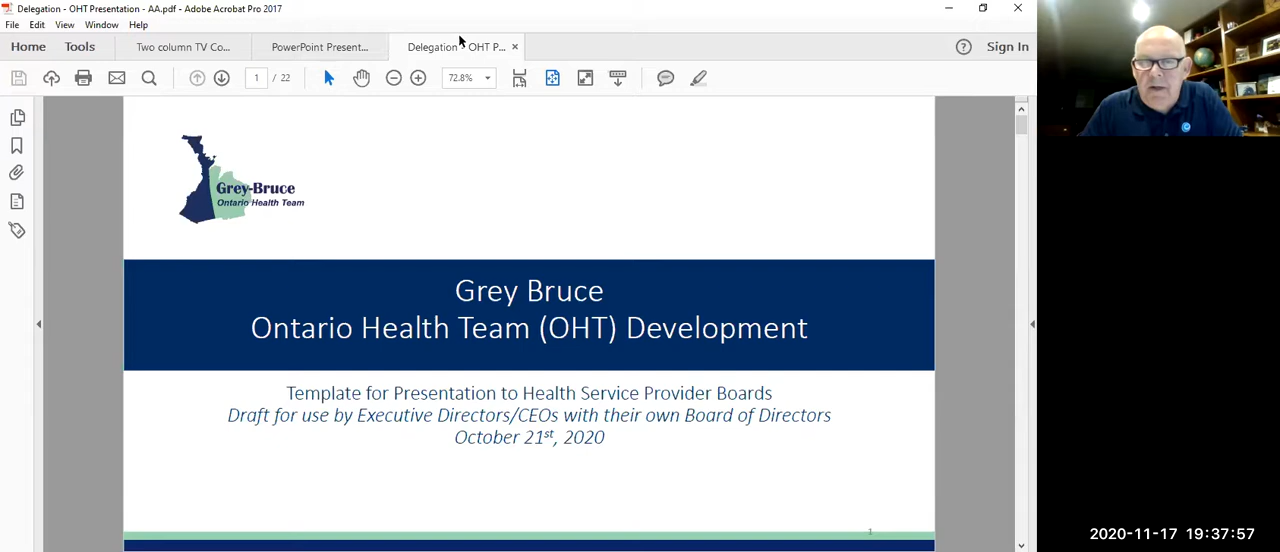 Delegation - OHT Presentation - AA.pdf - Adobe Acrobat Pro 2017
File Edit View Window Help
Home Tools Two column TV Co... PowerPoint Present... Delegation - OHT P... × Sign In
1 / 22 72.8%
Grey-Bruce
Ontario Health Team
Grey Bruce
Ontario Health Team (OHT) Development
Template for Presentation to Health Service Provider Boards
Draft for use by Executive Directors/CEOs with their own Board of Directors
October 21st, 2020
1
2020-11-17 19:37:57